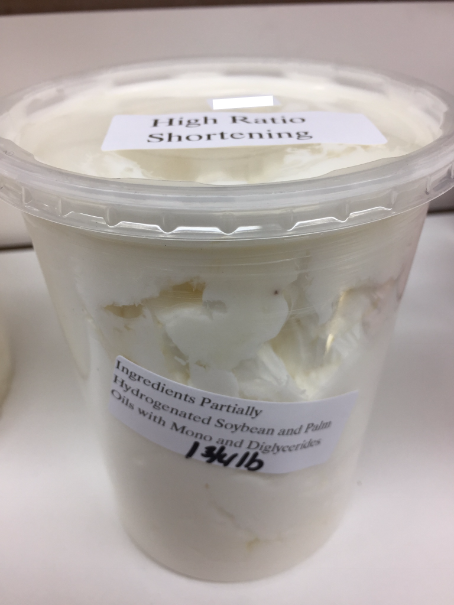 High Ratio
Shortening
Ingredients Partially
Hydrogenated Soybean and Palm
Oils with Mono and Diglycerides
1 3/4 lb